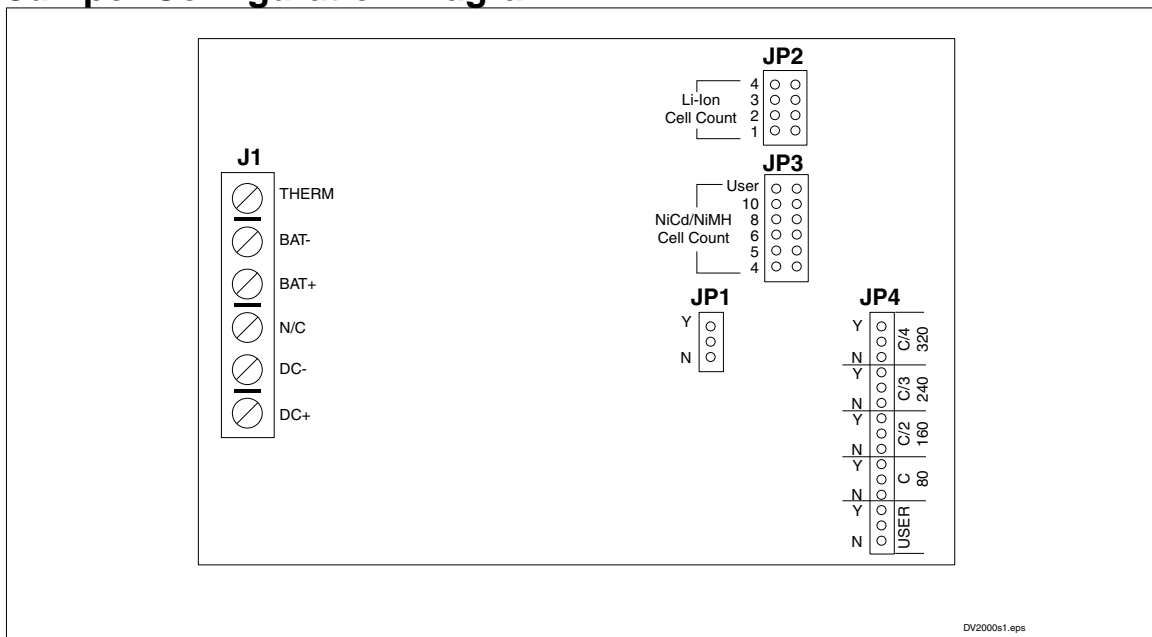 JP2
4
3
2
1
Li-Ion
Cell Count
J1
THERM
BAT-
BAT+
N/C
DC-
DC+
JP3
User
10
8
6
5
4
NiCd/NiMH
Cell Count
JP1
Y
N
JP4
Y
N
C/4
320
Y
N
C/3
240
Y
N
C/2
160
Y
N
C
80
Y
N
USER
DV2000s1.eps